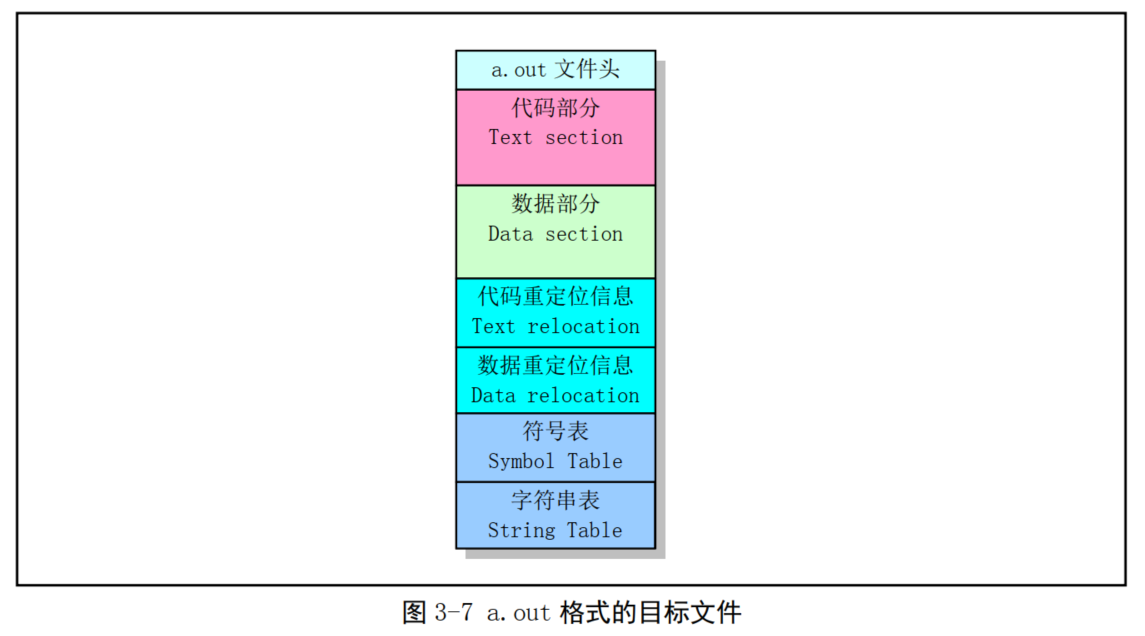 a.out 文件头
代码部分
Text section
数据部分
Data section
代码重定位信息
Text relocation
数据重定位信息
Data relocation
符号表
Symbol Table
字符串表
String Table
图 3-7 a.out 格式的目标文件